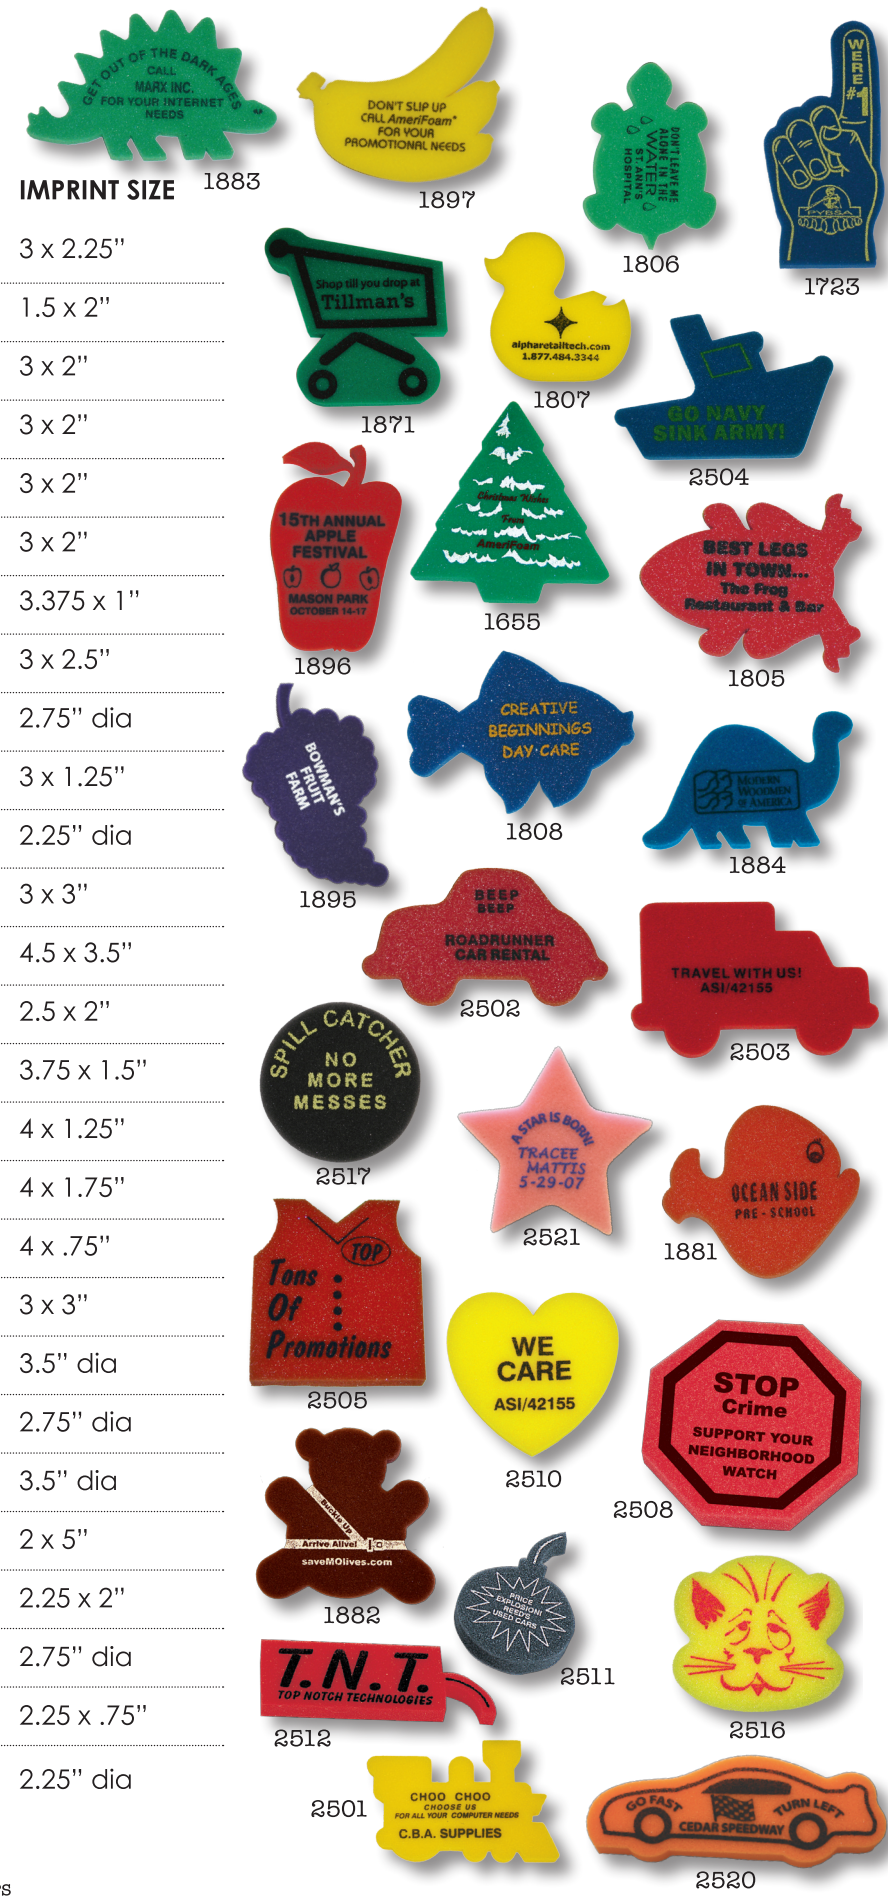 GET OUT OF THE DARK AGES
CALL
MARX INC.
FOR YOUR INTERNET
NEEDS
1883
DON'T SLIP UP
CALL AmeriFoam*
FOR YOUR
PROMOTIONAL NEEDS
1897
DON'T LEAVE ME
ALONE IN THE
WATER
ST. ANN'S
HOSPITAL
1806
WERE
#1
PYBSA
1723
IMPRINT SIZE
3 x 2.25”
1.5 x 2”
3 x 2”
3 x 2”
3 x 2”
3 x 2”
3.375 x 1”
3 x 2.5”
2.75” dia
3 x 1.25”
2.25” dia
3 x 3”
4.5 x 3.5”
2.5 x 2”
3.75 x 1.5”
4 x 1.25”
4 x 1.75”
4 x .75”
3 x 3”
3.5” dia
2.75” dia
3.5” dia
2 x 5”
2.25 x 2”
2.75” dia
2.25 x .75”
2.25” dia
Shop till you drop at
Tillman's
1871
alpharetailtech.com
1.877.484.3344
1807
GO NAVY
SINK ARMY!
2504
15TH ANNUAL
APPLE
FESTIVAL
MASON PARK
OCTOBER 14-17
1896
Christmas Wishes
From
AmeriFoam
1655
BEST LEGS
IN TOWN...
The Frog
Restaurant & Bar
1805
BOWMAN'S
FRUIT
FARM
1895
CREATIVE
BEGINNINGS
DAY·CARE
1808
MODERN
WOODMEN
OF AMERICA
1884
BEEP
BEEP
ROADRUNNER
CAR RENTAL
2502
TRAVEL WITH US!
ASI/42155
2503
SPILL CATCHER
NO
MORE
MESSES
2517
A STAR IS BORN!
TRACEE
MATTIS
5-29-07
2521
OCEAN SIDE
PRE-SCHOOL
1881
TOP
Tons
Of
Promotions
2505
WE
CARE
ASI/42155
2510
STOP
Crime
SUPPORT YOUR
NEIGHBORHOOD
WATCH
2508
Buckle Up
Arrive Alive!
saveMOlives.com
1882
PRICE
EXPLOSION!
REED'S
USED CARS
2511
T.N.T.
TOP NOTCH TECHNOLOGIES
2512
2516
CHOO CHOO
CHOOSE US
FOR ALL YOUR COMPUTER NEEDS
C.B.A. SUPPLIES
2501
GO FAST
TURN LEFT
CEDAR SPEEDWAY
2520